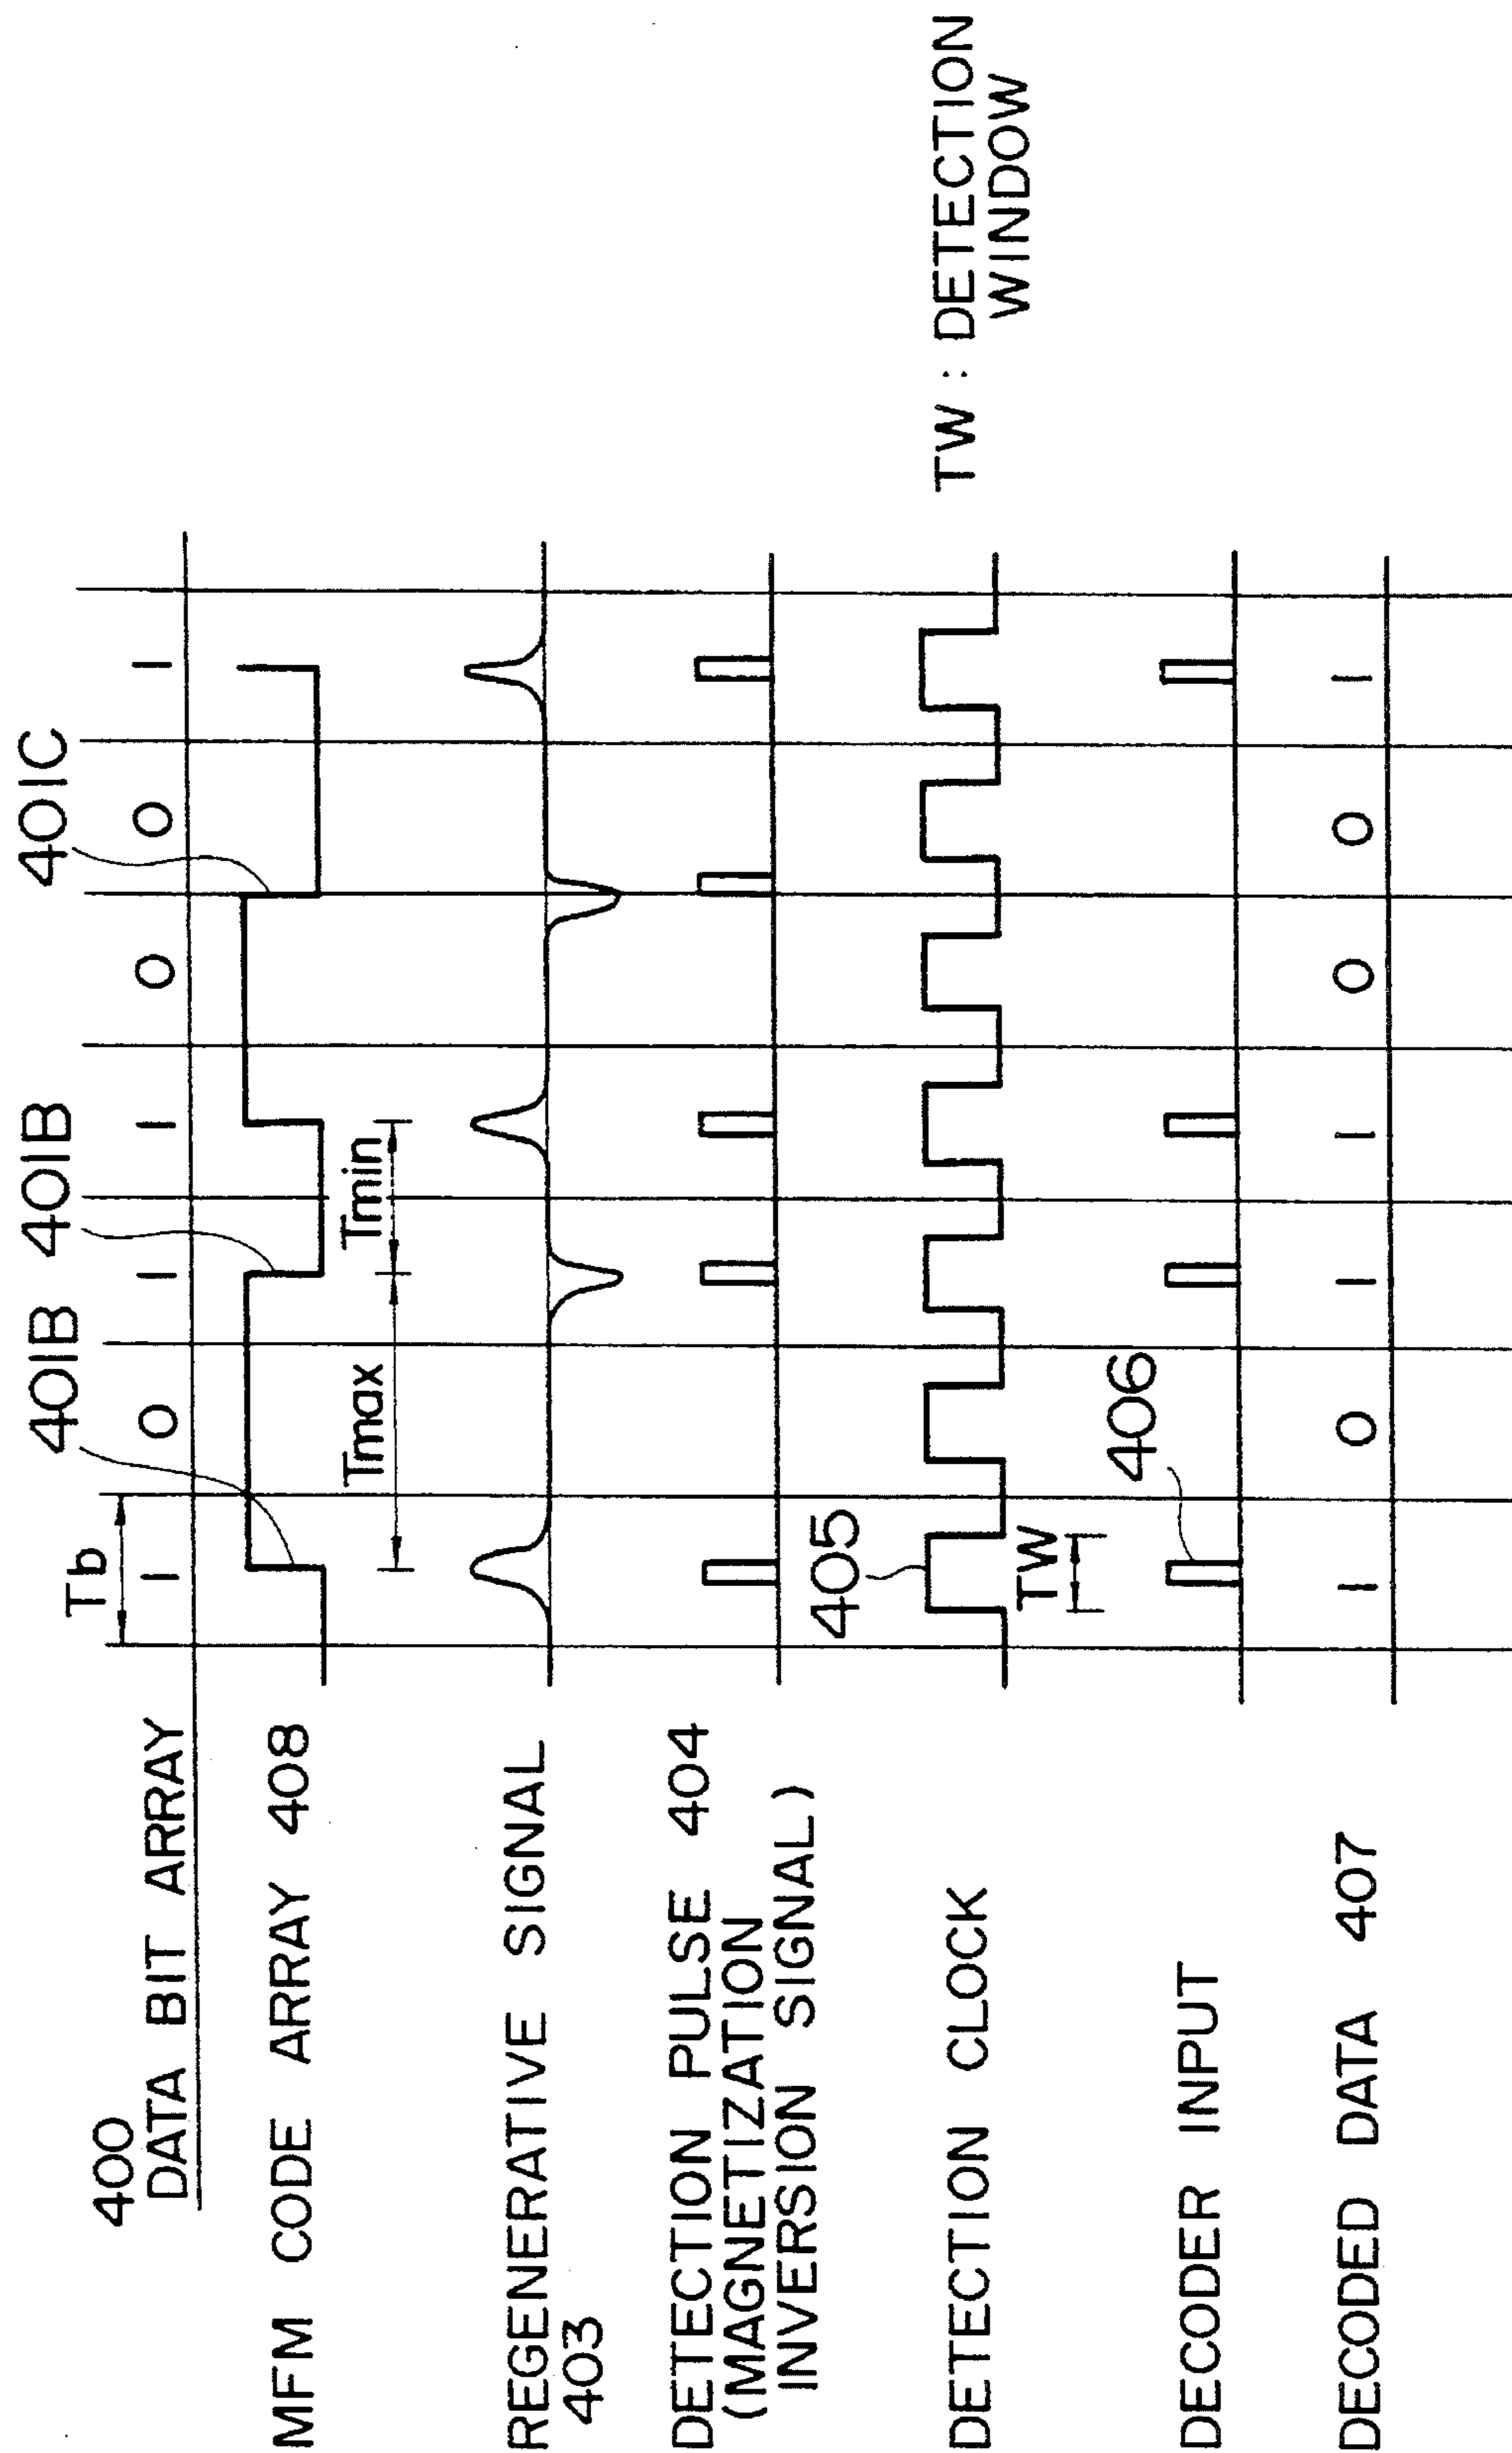 400
DATA BIT ARRAY
Tb
1 0 1 1 0 0 1
401B 401B 401C
MFM CODE ARRAY 408
Tmax Tmin
REGENERATIVE SIGNAL
403
DETECTION PULSE 404
(MAGNETIZATION
INVERSION SIGNAL)
405
DETECTION CLOCK
TW
TW : DETECTION
WINDOW
406
DECODER INPUT
DECODED DATA 407
1 0 1 1 0 0 1